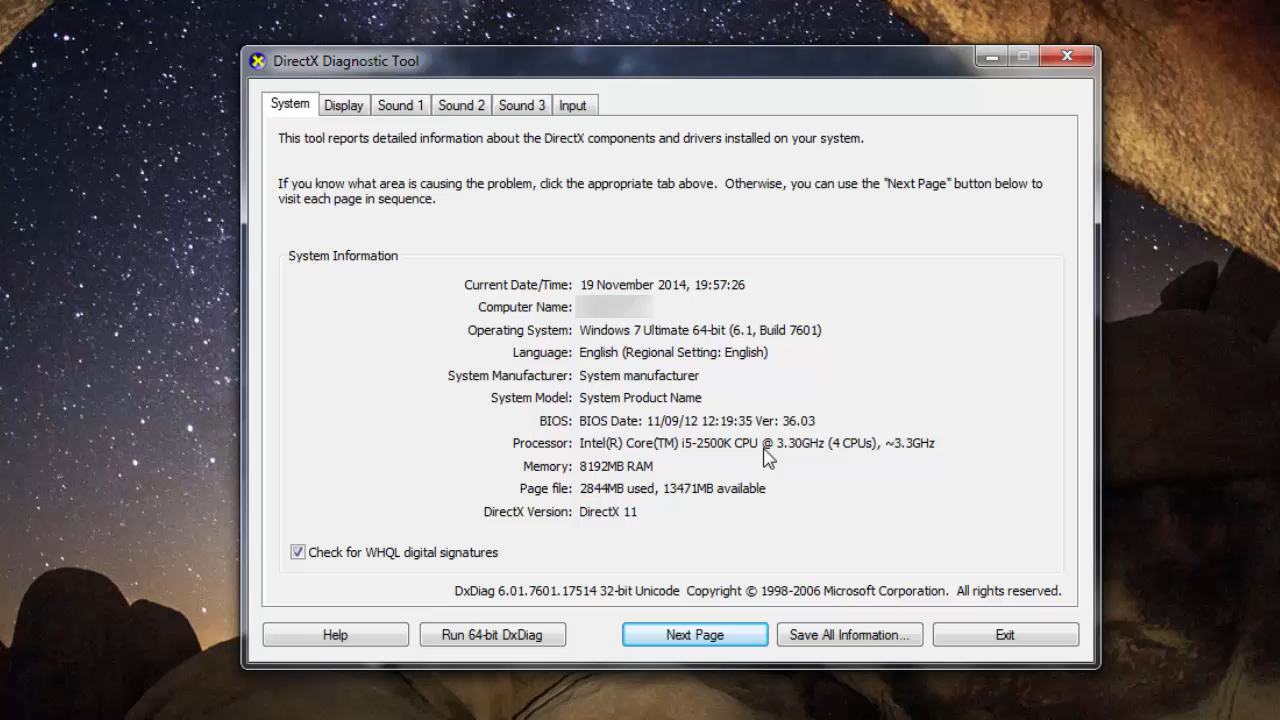 DirectX Diagnostic Tool
System Display Sound 1 Sound 2 Sound 3 Input
This tool reports detailed information about the DirectX components and drivers installed on your system.
If you know what area is causing the problem, click the appropriate tab above.  Otherwise, you can use the "Next Page" button below to
visit each page in sequence.
System Information
Current Date/Time: 19 November 2014, 19:57:26
Computer Name:
Operating System: Windows 7 Ultimate 64-bit (6.1, Build 7601)
Language: English (Regional Setting: English)
System Manufacturer: System manufacturer
System Model: System Product Name
BIOS: BIOS Date: 11/09/12 12:19:35 Ver: 36.03
Processor: Intel(R) Core(TM) i5-2500K CPU @ 3.30GHz (4 CPUs), ~3.3GHz
Memory: 8192MB RAM
Page file: 2844MB used, 13471MB available
DirectX Version: DirectX 11
Check for WHQL digital signatures
DxDiag 6.01.7601.17514 32-bit Unicode  Copyright © 1998-2006 Microsoft Corporation.  All rights reserved.
Help Run 64-bit DxDiag Next Page Save All Information... Exit